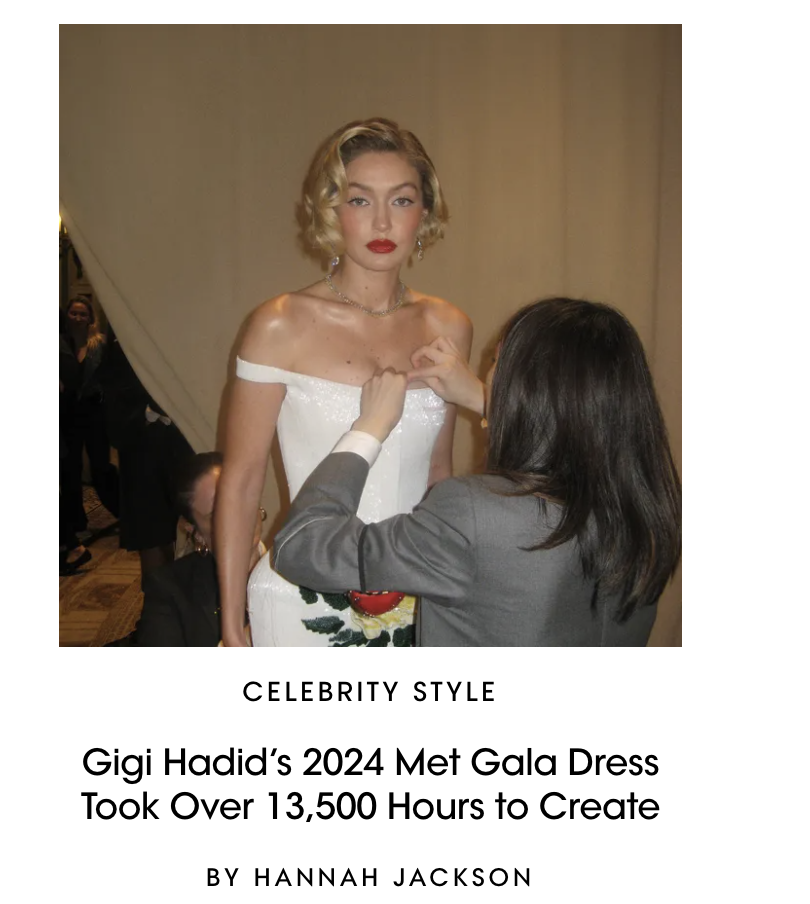 CELEBRITY STYLE
Gigi Hadid’s 2024 Met Gala Dress
Took Over 13,500 Hours to Create
BY HANNAH JACKSON